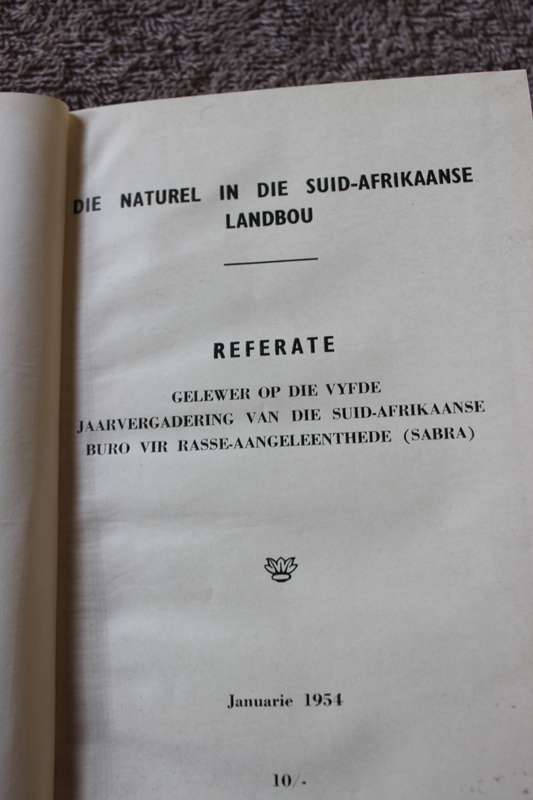 DIE NATUREL IN DIE SUID-AFRIKAANSE
LANDBOU
REFERATE
GELEWER OP DIE VYFDE
JAARVERGADERING VAN DIE SUID-AFRIKAANSE
BURO VIR RASSE-AANGELEENTHEDE (SABRA)
Januarie 1954
10/-